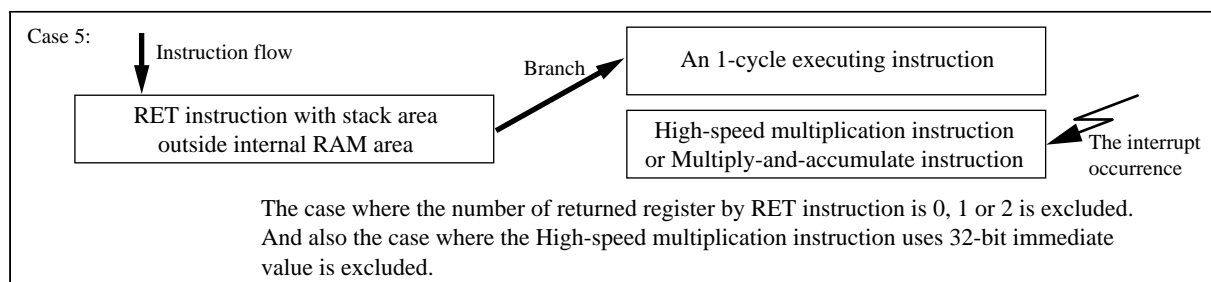 Case 5:
Instruction flow
Branch
An 1-cycle executing instruction
RET instruction with stack area
outside internal RAM area
High-speed multiplication instruction
or Multiply-and-accumulate instruction
The interrupt
occurrence
The case where the number of returned register by RET instruction is 0, 1 or 2 is excluded.
And also the case where the High-speed multiplication instruction uses 32-bit immediate
value is excluded.